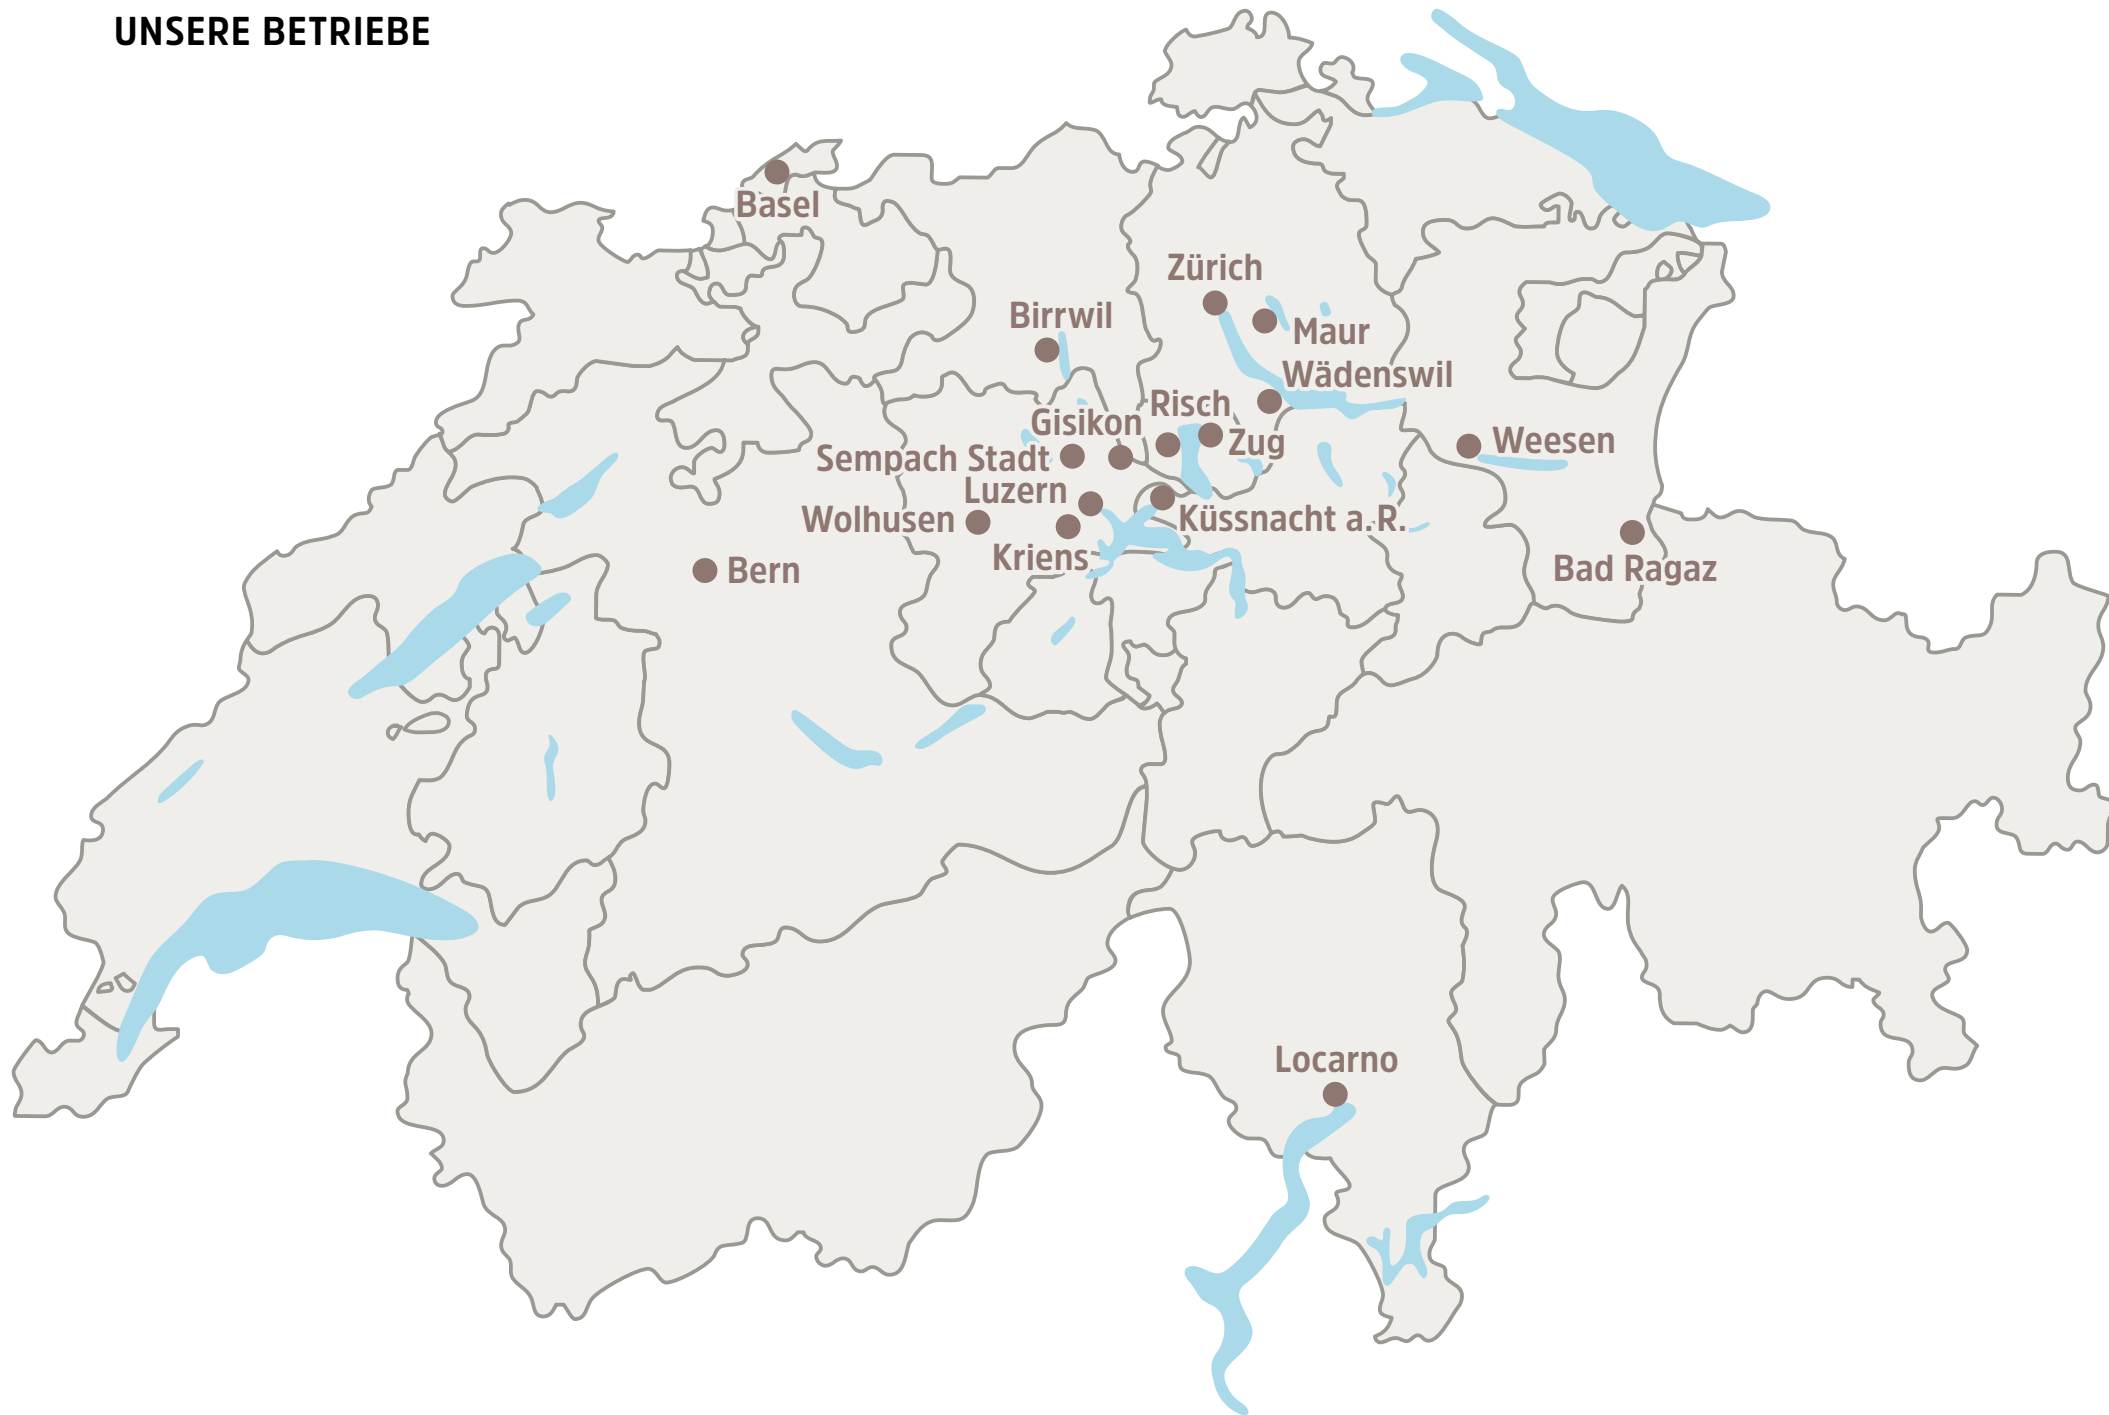 UNSERE BETRIEBE
Basel
Zürich
Birrwil
Maur
Wädenswil
Risch
Gisikon
Zug
Weesen
Sempach Stadt
Luzern
Wolhusen
Küssnacht a.R.
Kriens
Bern
Bad Ragaz
Locarno